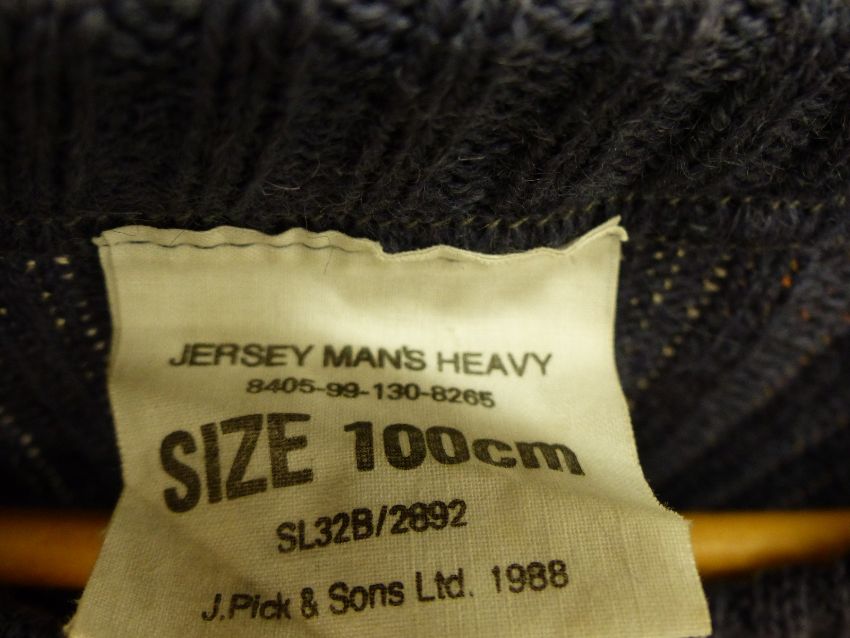 JERSEY MAN'S HEAVY
8405-99-130-8265
SIZE 100cm
SL32B/2892
J.Pick & Sons Ltd. 1988